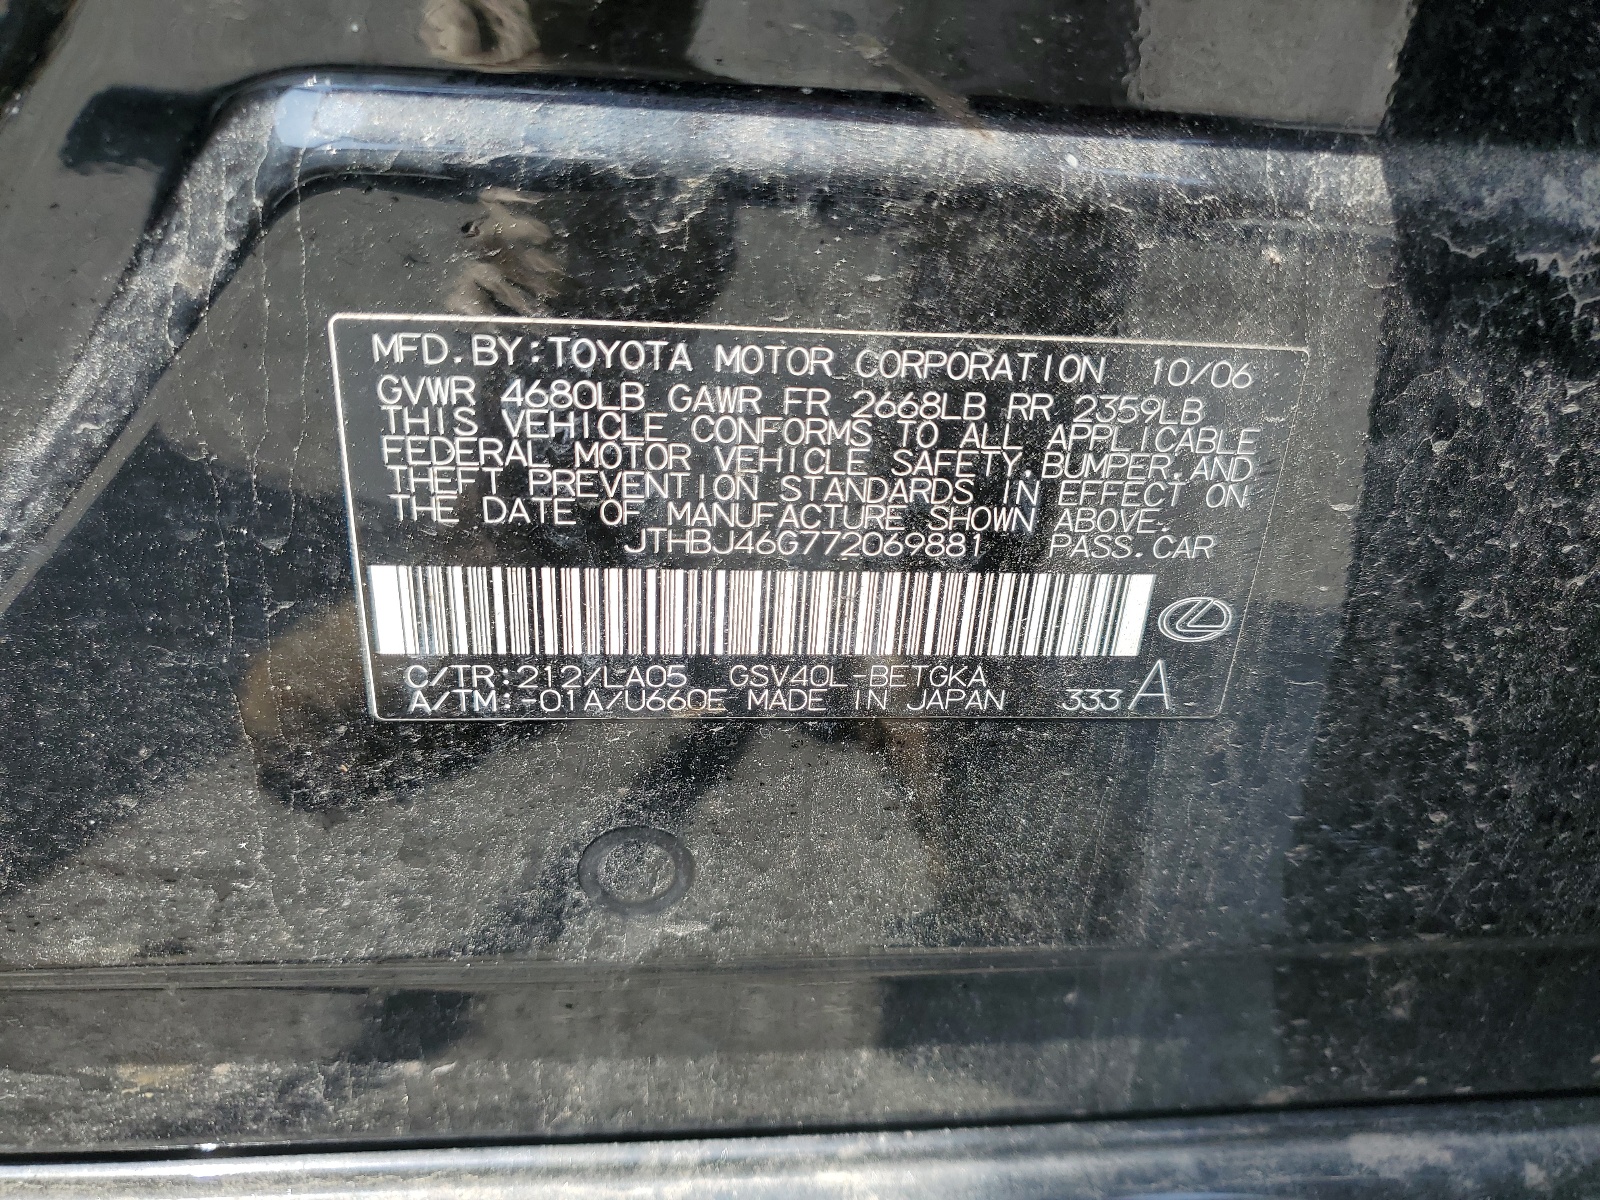 MFD.BY:TOYOTA MOTOR CORPORATION 10/06
GVWR 4680LB GAWR FR 2668LB RR 2359LB
THIS VEHICLE CONFORMS TO ALL APPLICABLE
FEDERAL MOTOR VEHICLE SAFETY,BUMPER,AND
THEFT PREVENTION STANDARDS IN EFFECT ON
THE DATE OF MANUFACTURE SHOWN ABOVE.
JTHBJ46G772069881 PASS.CAR
C/TR:212/LA05 GSV40L-BETGKA
A/TM:-01A/U660E MADE IN JAPAN 333 A